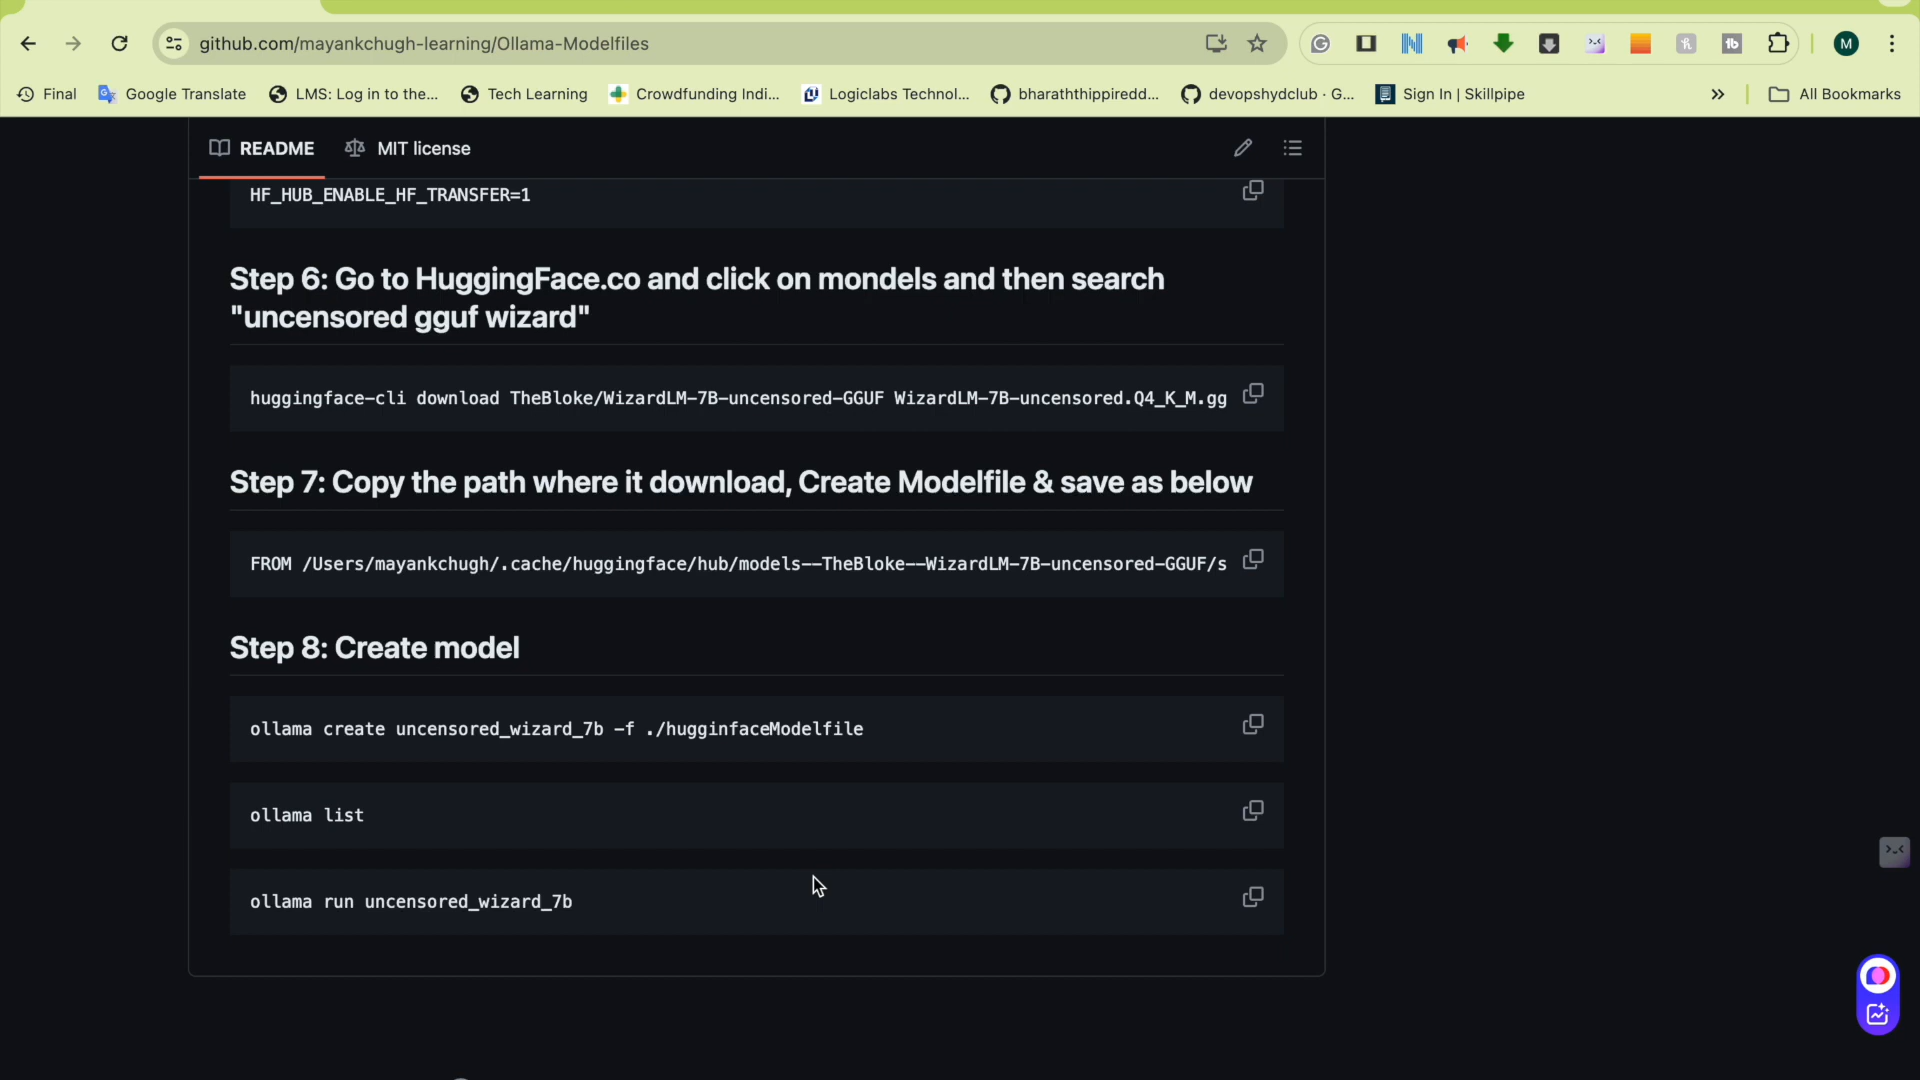 github.com/mayankchugh-learning/Ollama-Modelfiles
M
Final
Google Translate
LMS: Log in to the...
Tech Learning
Crowdfunding Indi...
Logiclabs Technol...
bharaththippiredd...
devopshydclub · G...
Sign In | Skillpipe
All Bookmarks
README
MIT license
HF_HUB_ENABLE_HF_TRANSFER=1
Step 6: Go to HuggingFace.co and click on mondels and then search
"uncensored gguf wizard"
huggingface-cli download TheBloke/WizardLM-7B-uncensored-GGUF WizardLM-7B-uncensored.Q4_K_M.gg
Step 7: Copy the path where it download, Create Modelfile & save as below
FROM /Users/mayankchugh/.cache/huggingface/hub/models--TheBloke--WizardLM-7B-uncensored-GGUF/s
Step 8: Create model
ollama create uncensored_wizard_7b -f ./hugginfaceModelfile
ollama list
ollama run uncensored_wizard_7b